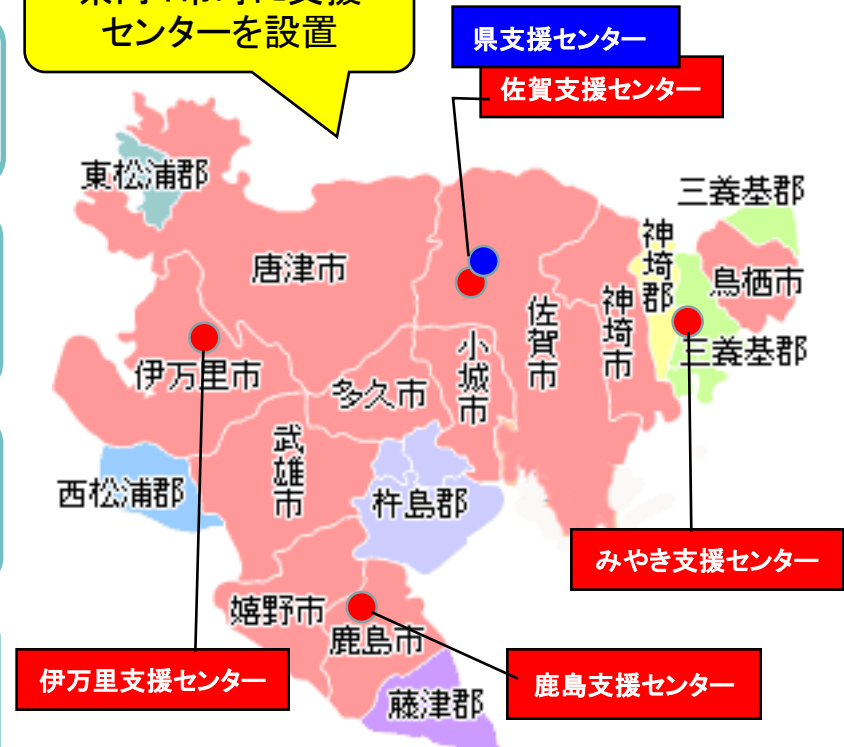 センターを設置
県支援センター
佐賀支援センター
東松浦郡
三養基郡
神埼郡
唐津市
鳥栖市
佐賀市
神埼市
三養基郡
小城市
伊万里市
多久市
武雄市
西松浦郡
杵島郡
みやき支援センター
嬉野市
鹿島市
伊万里支援センター
鹿島支援センター
藤津郡